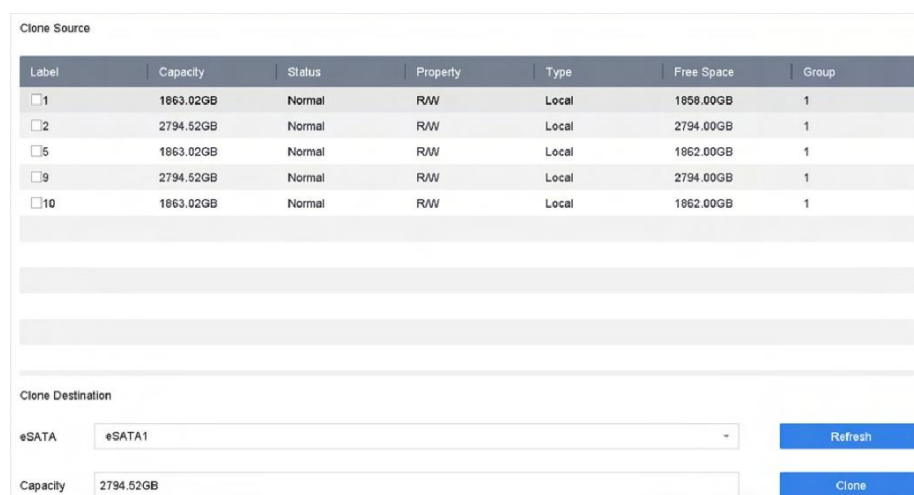 Clone Source
Label Capacity Status Property Type Free Space Group
1 1863.02GB Normal R/W Local 1858.00GB 1
2 2794.52GB Normal R/W Local 2794.00GB 1
5 1863.02GB Normal R/W Local 1862.00GB 1
9 2794.52GB Normal R/W Local 2794.00GB 1
10 1863.02GB Normal R/W Local 1862.00GB 1
Clone Destination
eSATA eSATA1 Refresh
Capacity 2794.52GB Clone